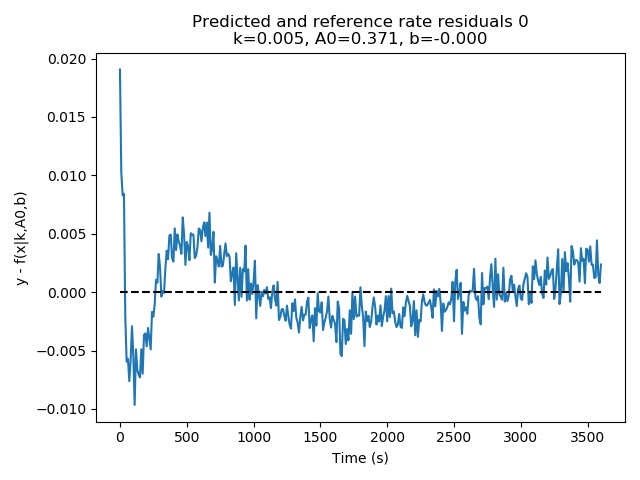 Predicted and reference rate residuals 0
k=0.005, A0=0.371, b=-0.000
y - f(x|k,A0,b)
0.020
0.015
0.010
0.005
0.000
−0.005
−0.010
0 500 1000 1500 2000 2500 3000 3500
Time (s)